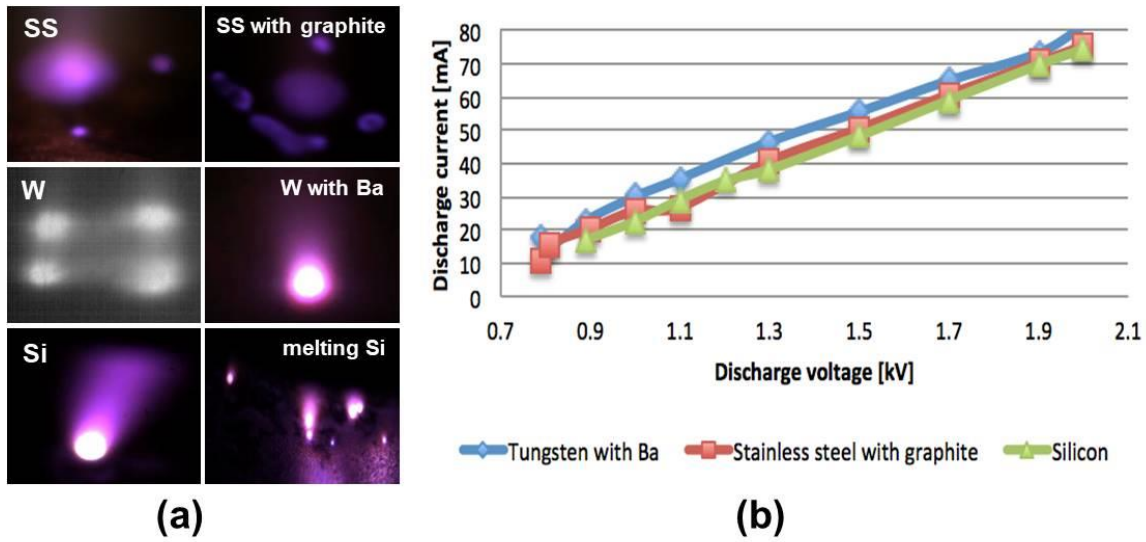 SS
SS with graphite
W
W with Ba
Si
melting Si
(a)
Discharge current [mA]
80
70
60
50
40
30
20
10
0
0.7 0.9 1.1 1.3 1.5 1.7 1.9 2.1
Discharge voltage [kV]
Tungsten with Ba Stainless steel with graphite Silicon
(b)